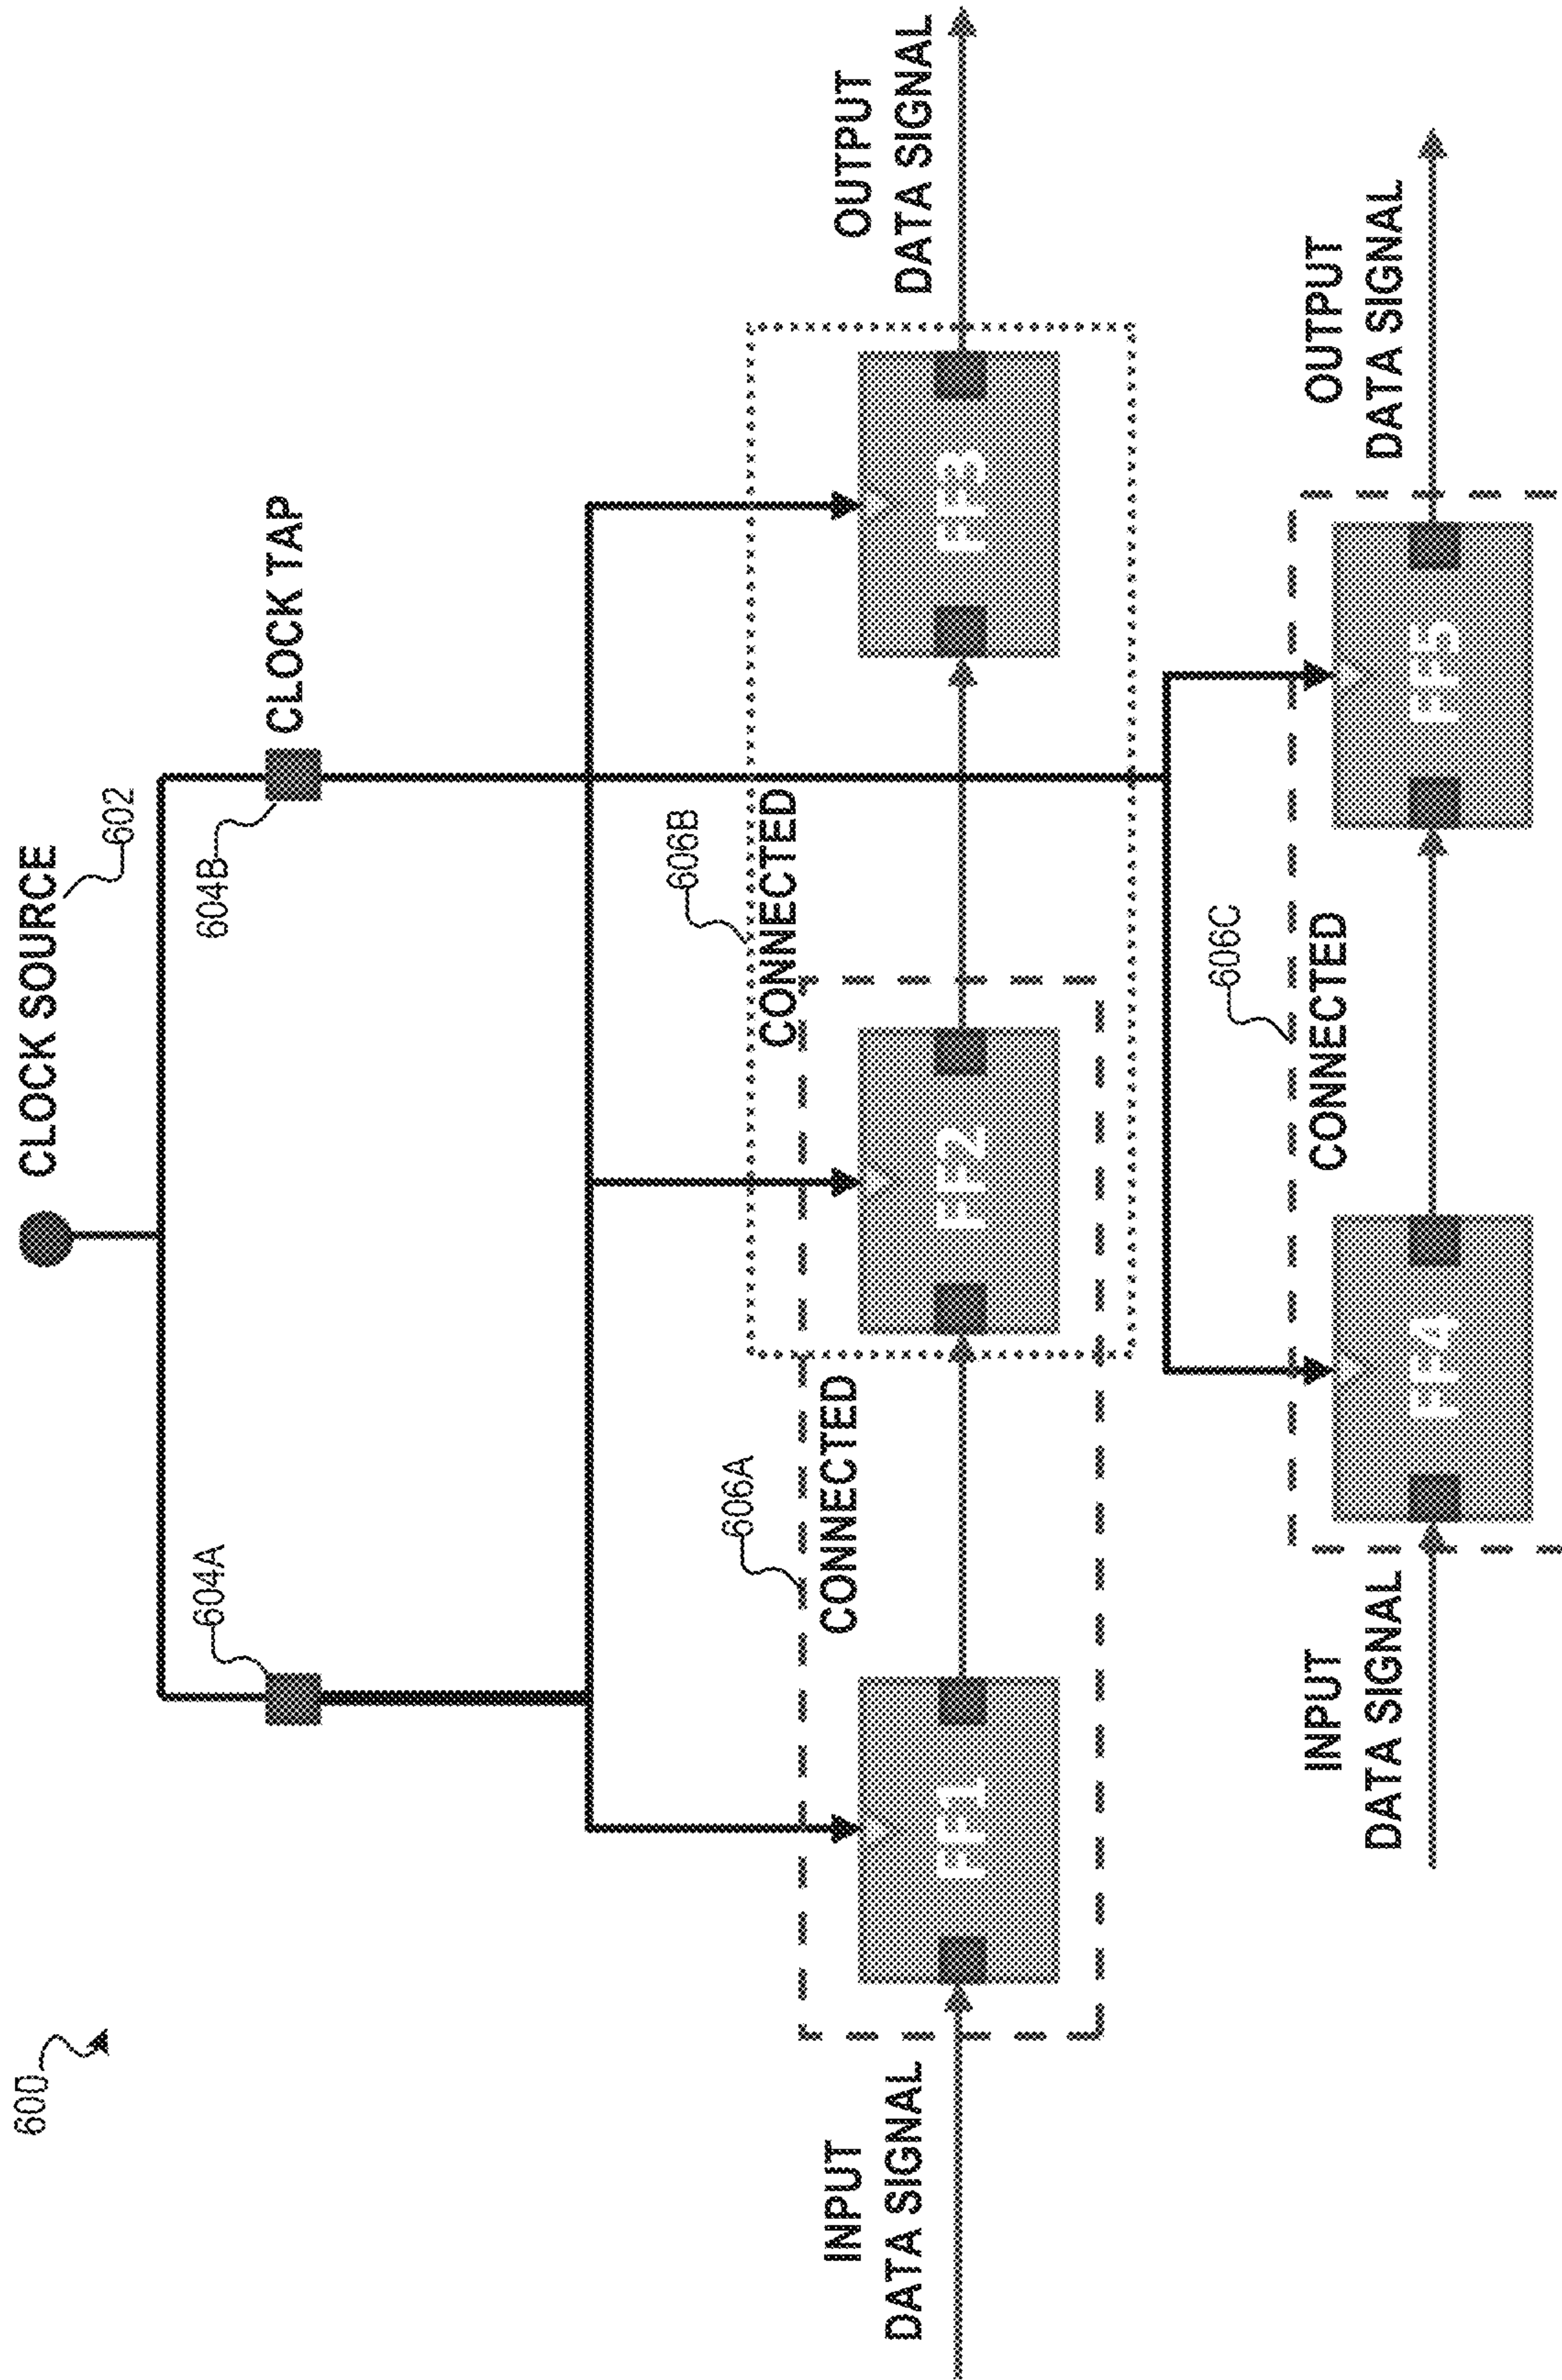 600
CLOCK SOURCE
602
604A
604B
CLOCK TAP
606A
CONNECTED
606B
CONNECTED
INPUT
DATA SIGNAL
FF1
FF2
FF3
OUTPUT
DATA SIGNAL
606C
CONNECTED
INPUT
DATA SIGNAL
FF4
FF5
OUTPUT
DATA SIGNAL